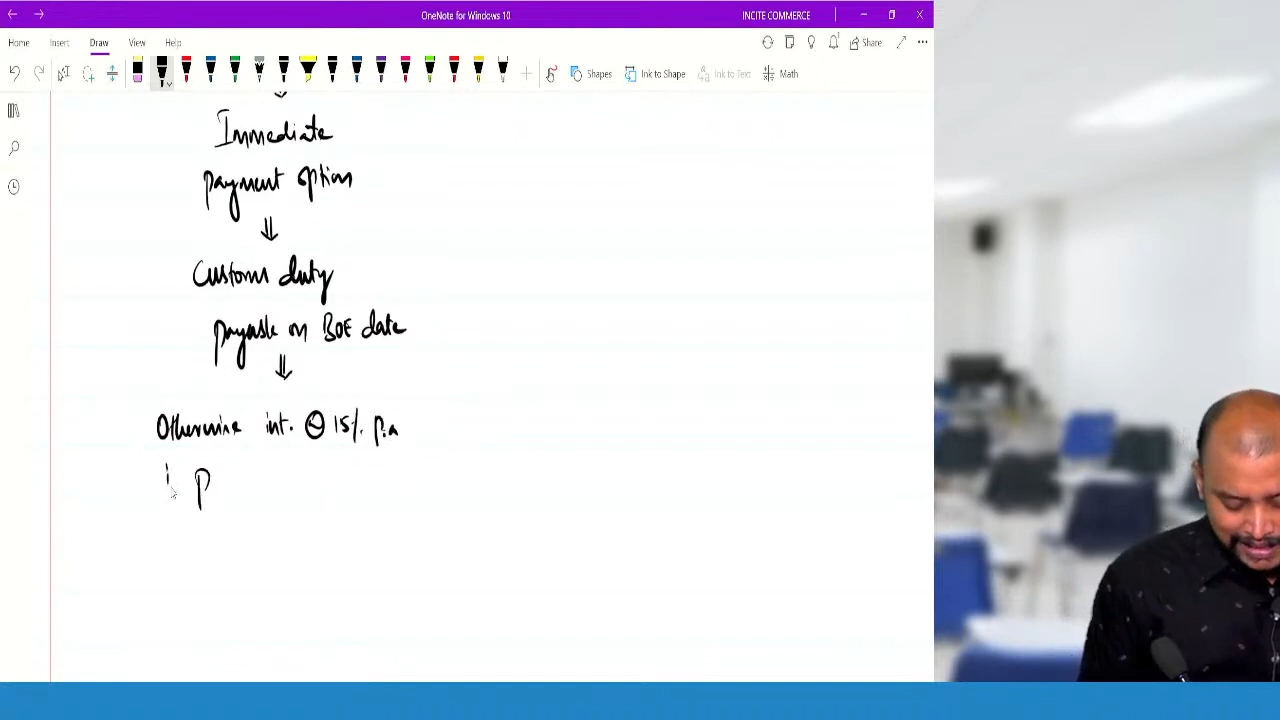 OneNote for Windows 10
INCITE COMMERCE
Home Insert Draw View Help
Share
Shapes Ink to Shape Ink to Text Math
Immediate
payment option
⇓
Customs duty
payable on BOE date
⇓
Otherwise int. @ 15% p.a
i P